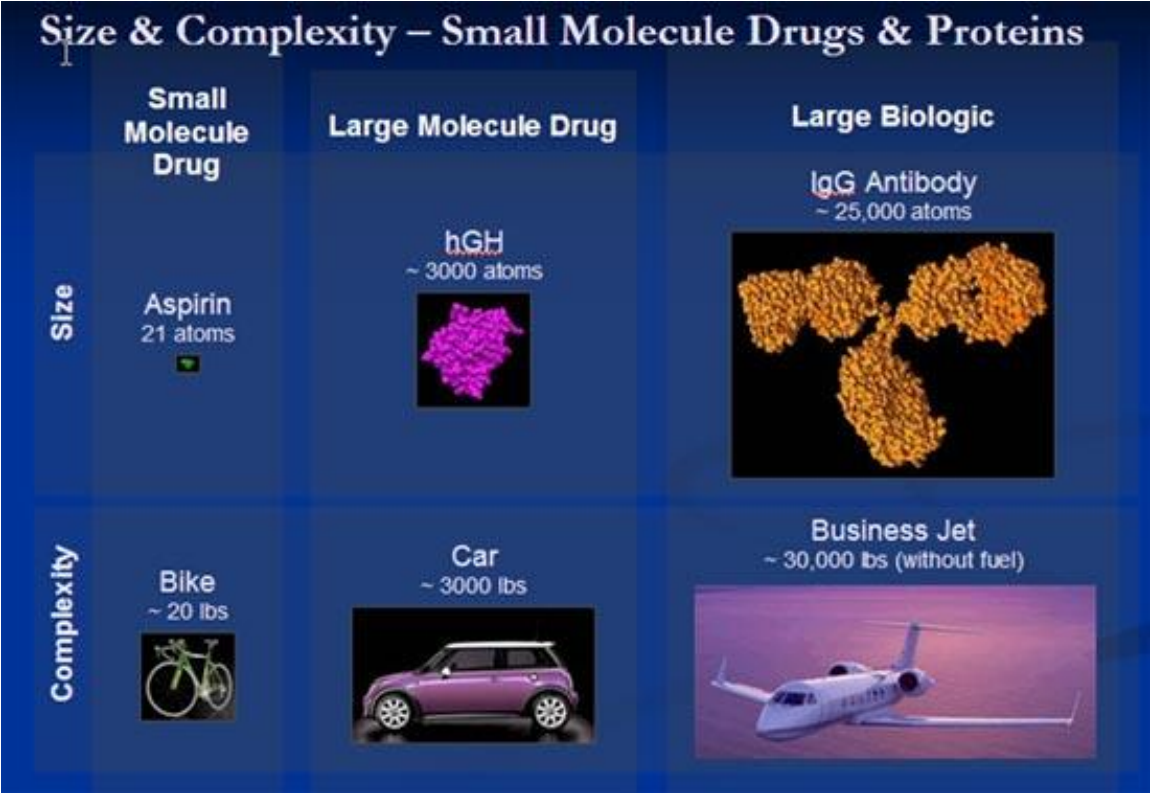 Size & Complexity – Small Molecule Drugs & Proteins
Small
Molecule
Drug
Large Molecule Drug
Large Biologic
Size
Aspirin
21 atoms
hGH
~ 3000 atoms
IgG Antibody
~ 25,000 atoms
Complexity
Bike
~ 20 lbs
Car
~ 3000 lbs
Business Jet
~ 30,000 lbs (without fuel)